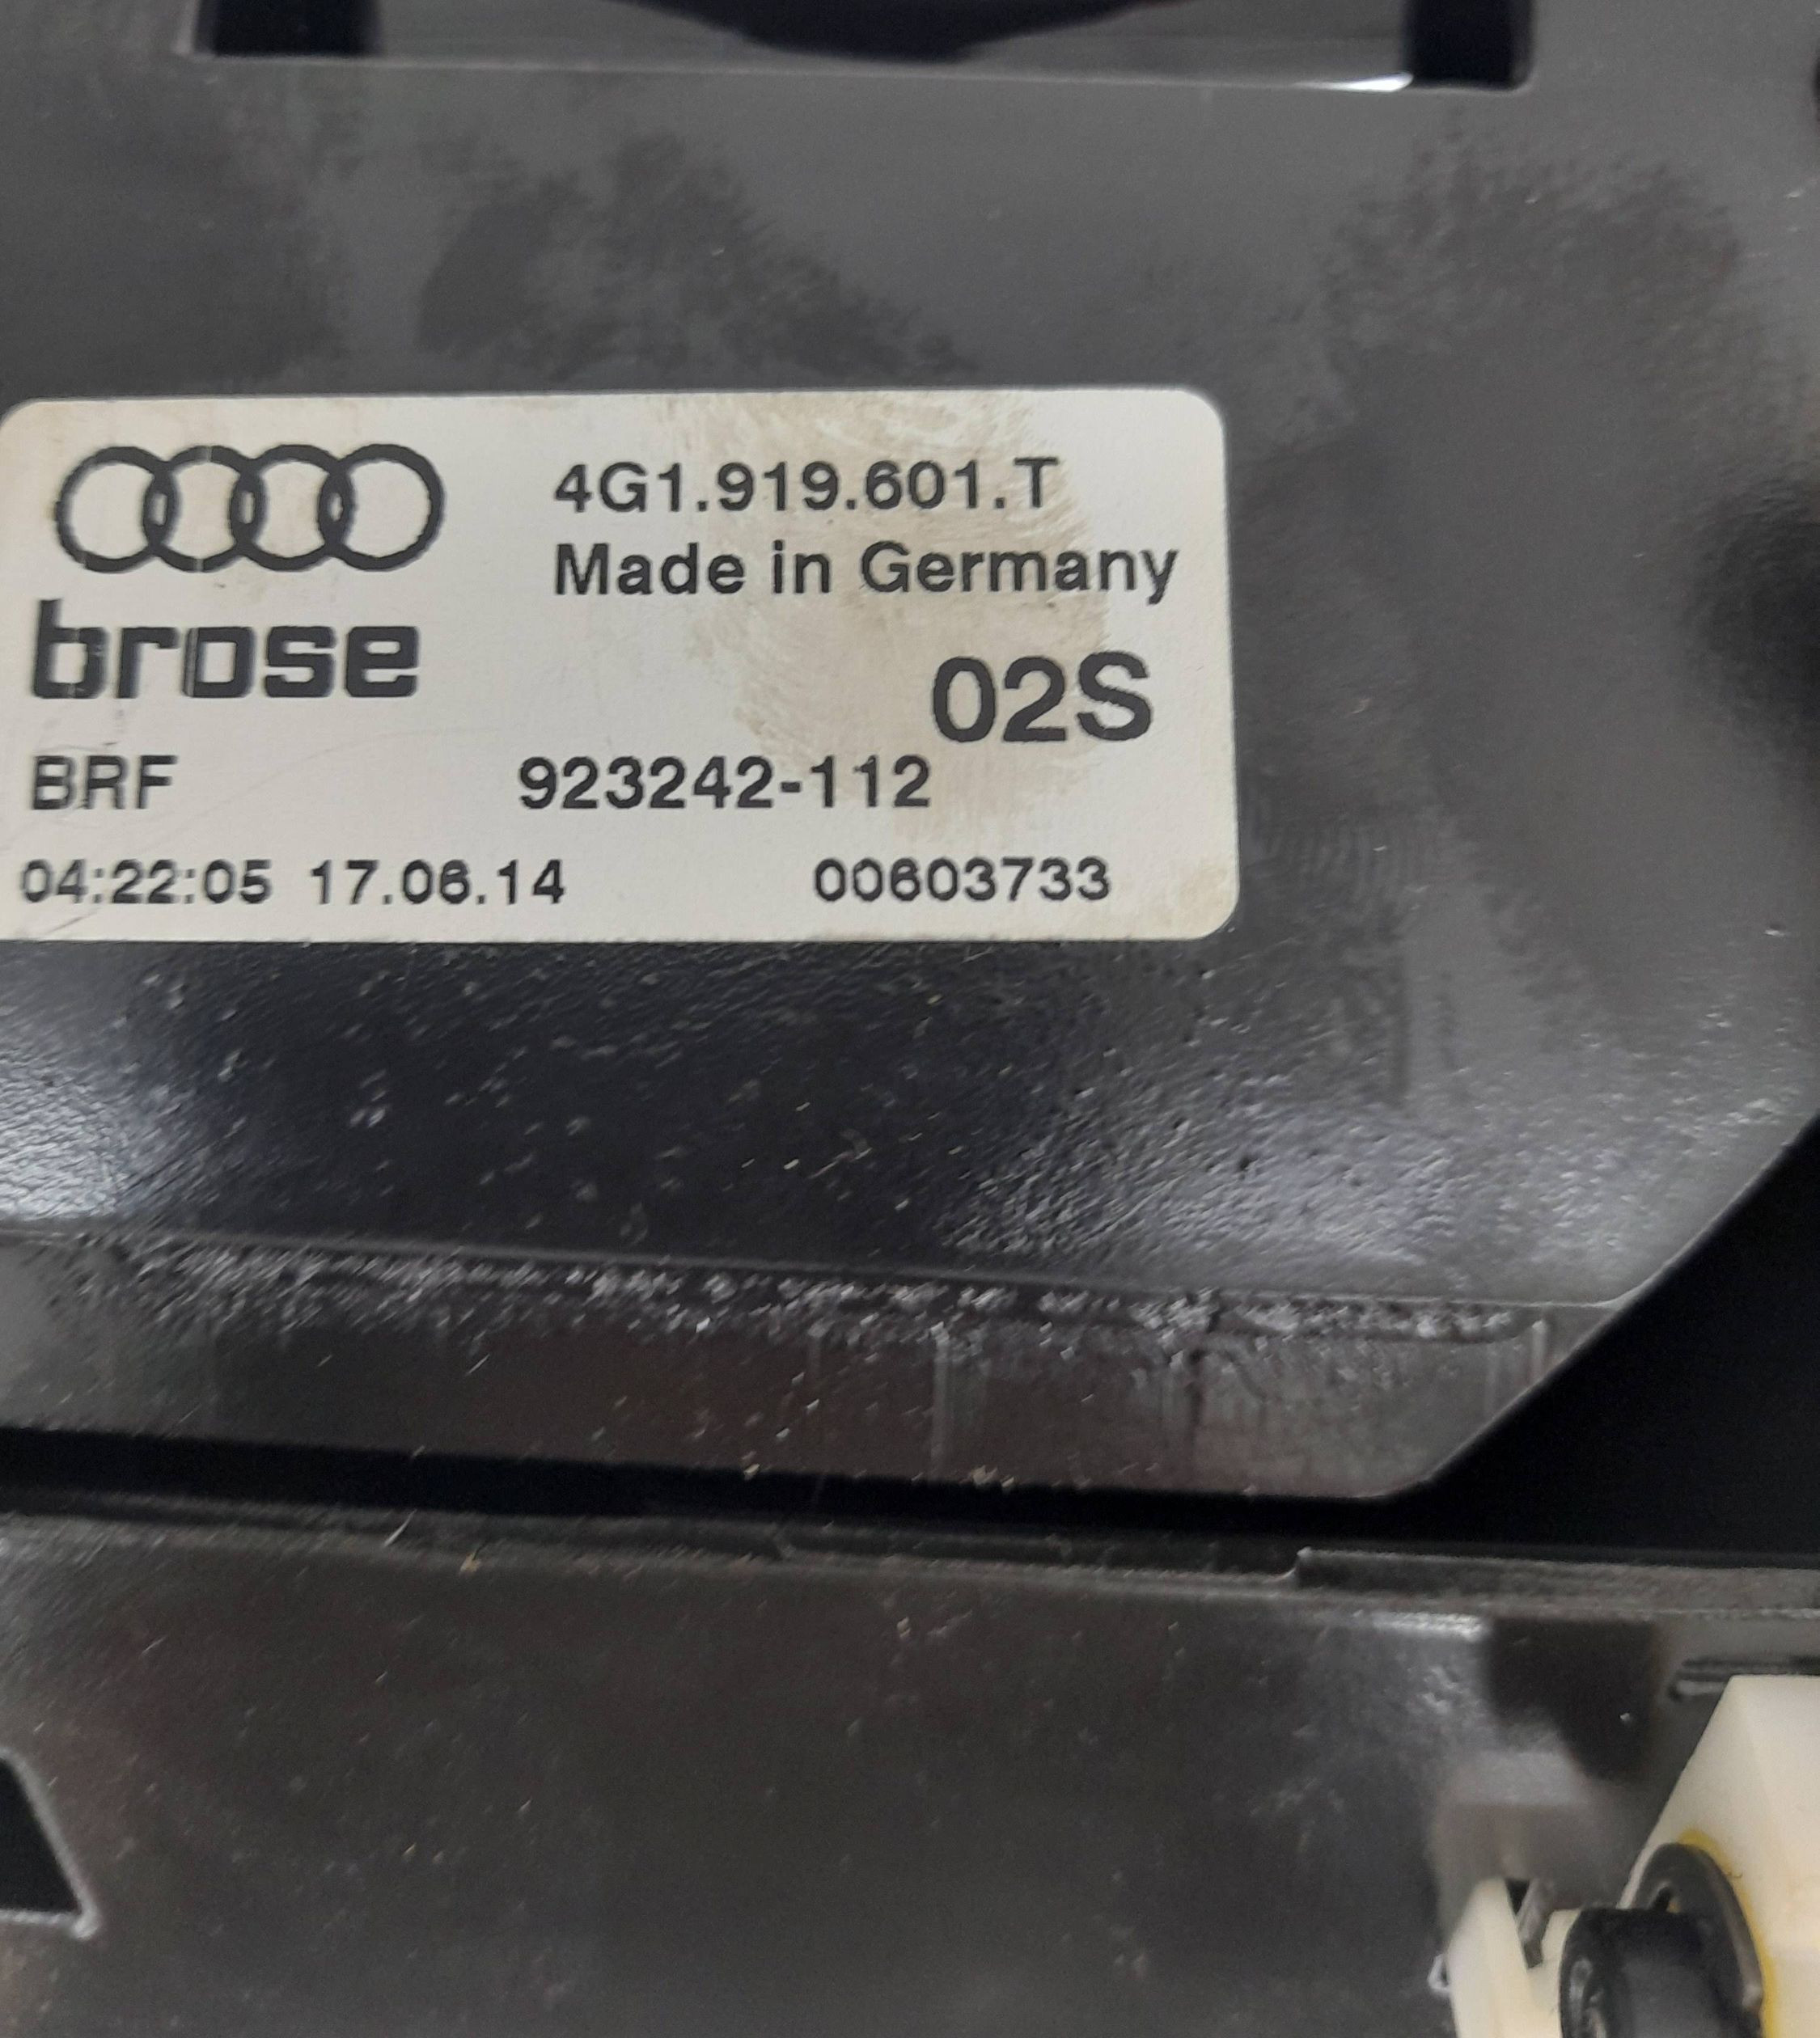 4G1.919.601.T
Made in Germany
brose
02S
BRF 923242-112
04:22:05 17.06.14 00603733